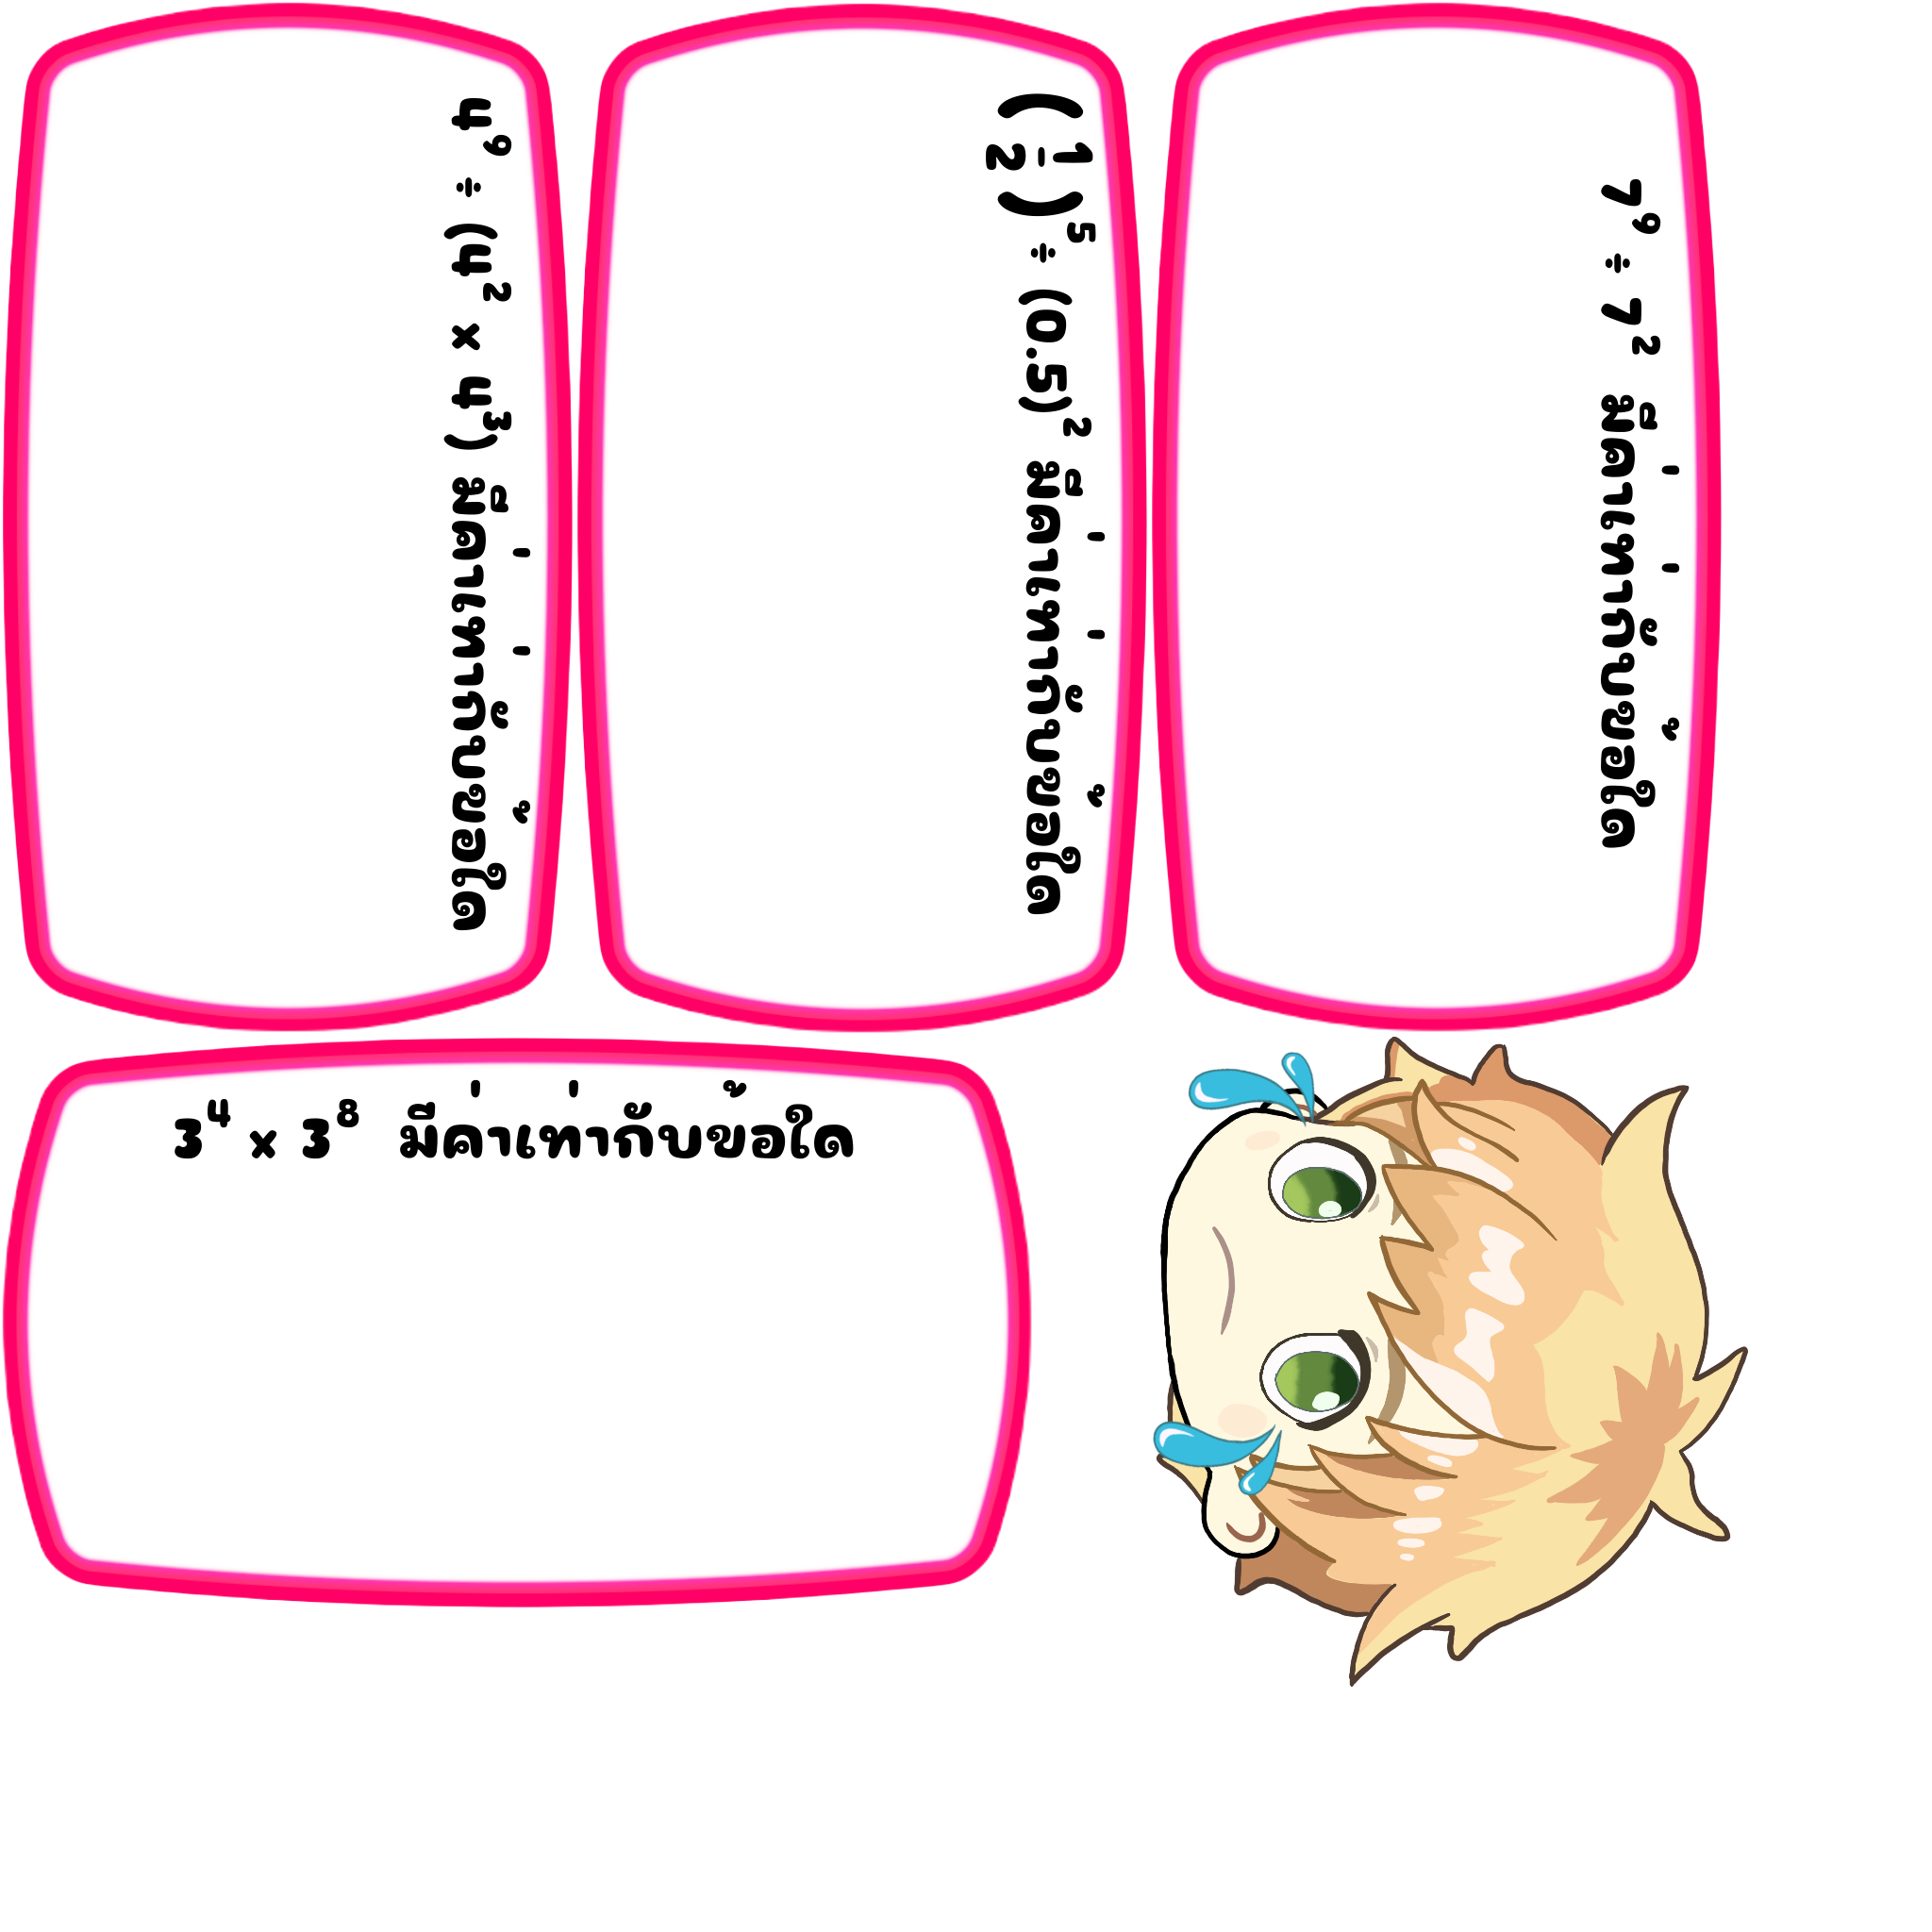 4⁹ ÷ (4² x 4³) มีค่าเท่ากับข้อใด
(1/2)⁵ ÷ (0.5)² มีค่าเท่ากับข้อใด
7⁹ ÷ 7² มีค่าเท่ากับข้อใด
3⁴ x 3⁸ มีค่าเท่ากับข้อใด